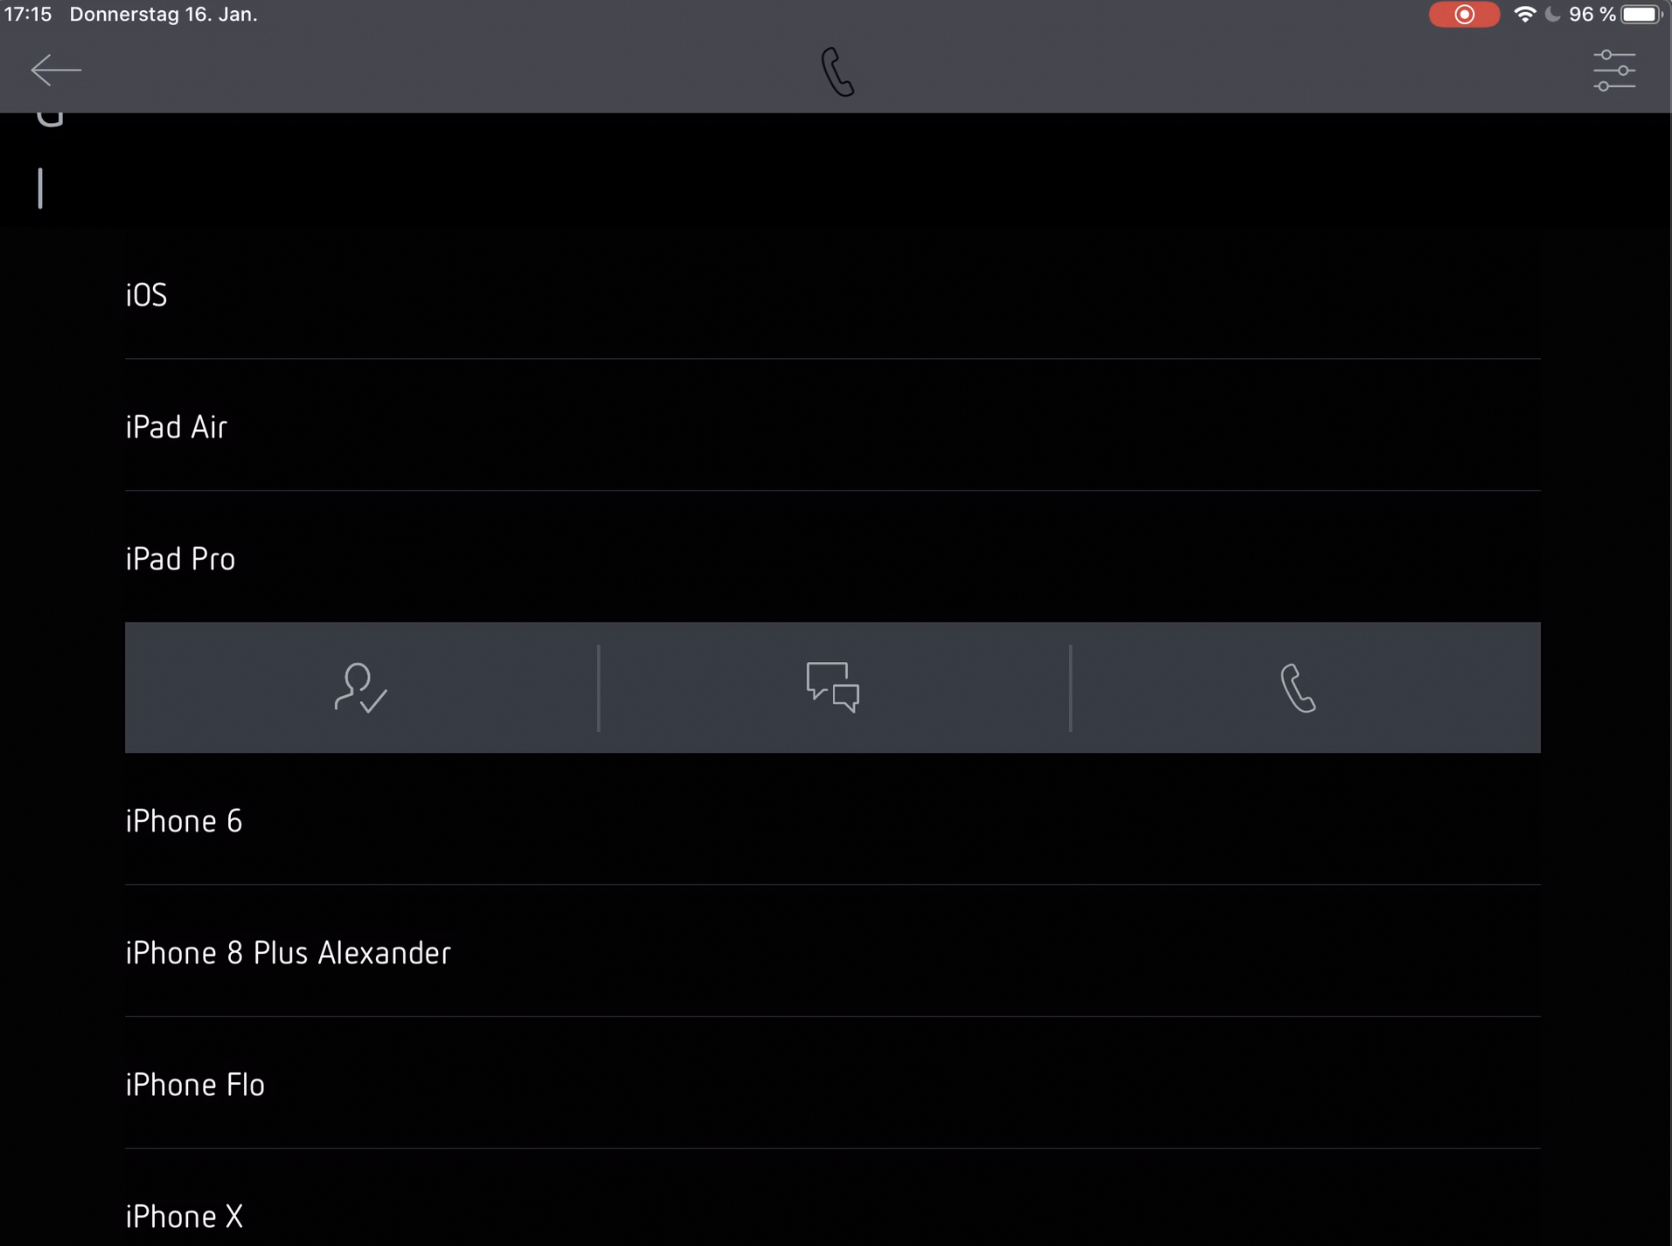 17:15 Donnerstag 16. Jan. 96 %
I
iOS
iPad Air
iPad Pro
iPhone 6
iPhone 8 Plus Alexander
iPhone Flo
iPhone X